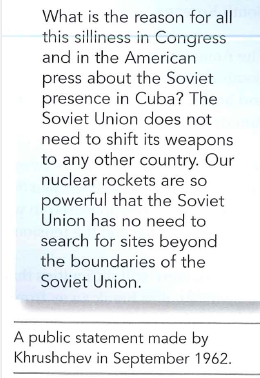 What is the reason for all
this silliness in Congress
and in the American
press about the Soviet
presence in Cuba? The
Soviet Union does not
need to shift its weapons
to any other country. Our
nuclear rockets are so
powerful that the Soviet
Union has no need to
search for sites beyond
the boundaries of the
Soviet Union.
A public statement made by
Khrushchev in September 1962.